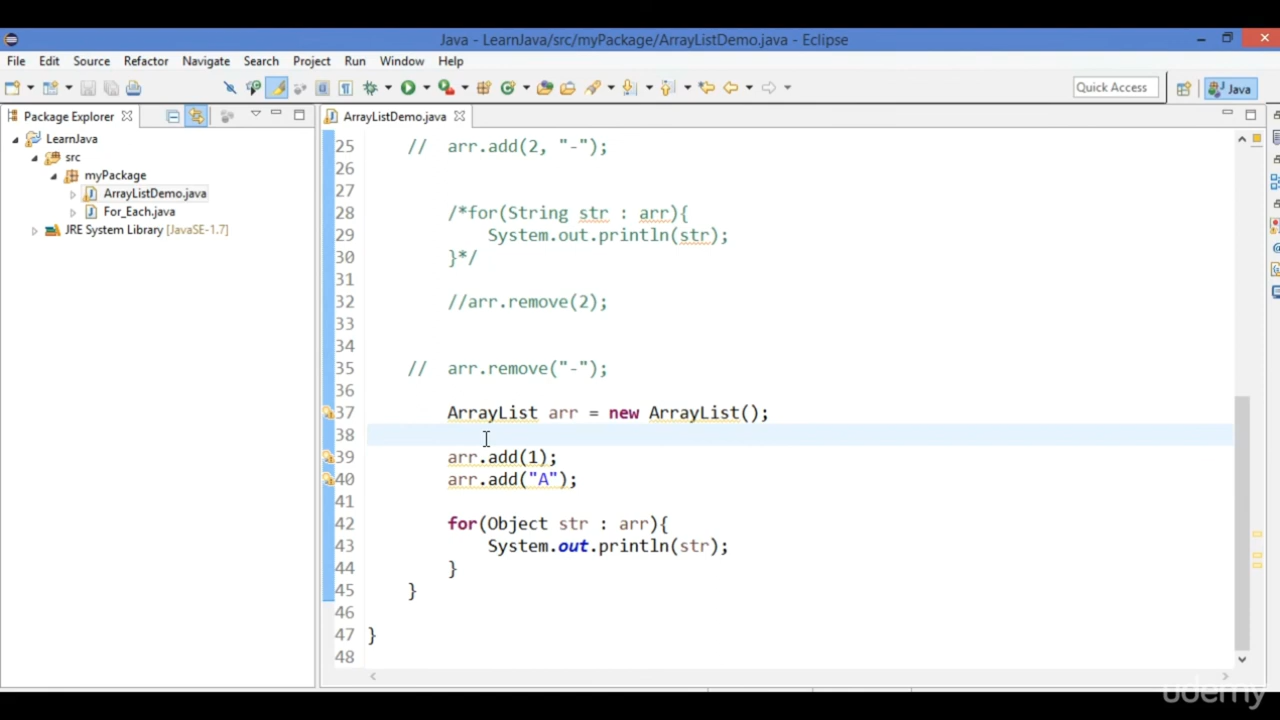 Java - LearnJava/src/myPackage/ArrayListDemo.java - Eclipse
File Edit Source Refactor Navigate Search Project Run Window Help
Quick Access
Java
Package Explorer
ArrayListDemo.java
LearnJava
src
myPackage
ArrayListDemo.java
For_Each.java
JRE System Library [JavaSE-1.7]
25 // arr.add(2, "-");
26
27
28 /*for(String str : arr){
29 System.out.println(str);
30 }*/
31
32 //arr.remove(2);
33
34
35 // arr.remove("-");
36
37 ArrayList arr = new ArrayList();
38
39 arr.add(1);
40 arr.add("A");
41
42 for(Object str : arr){
43 System.out.println(str);
44 }
45 }
46
47 }
48
udemy